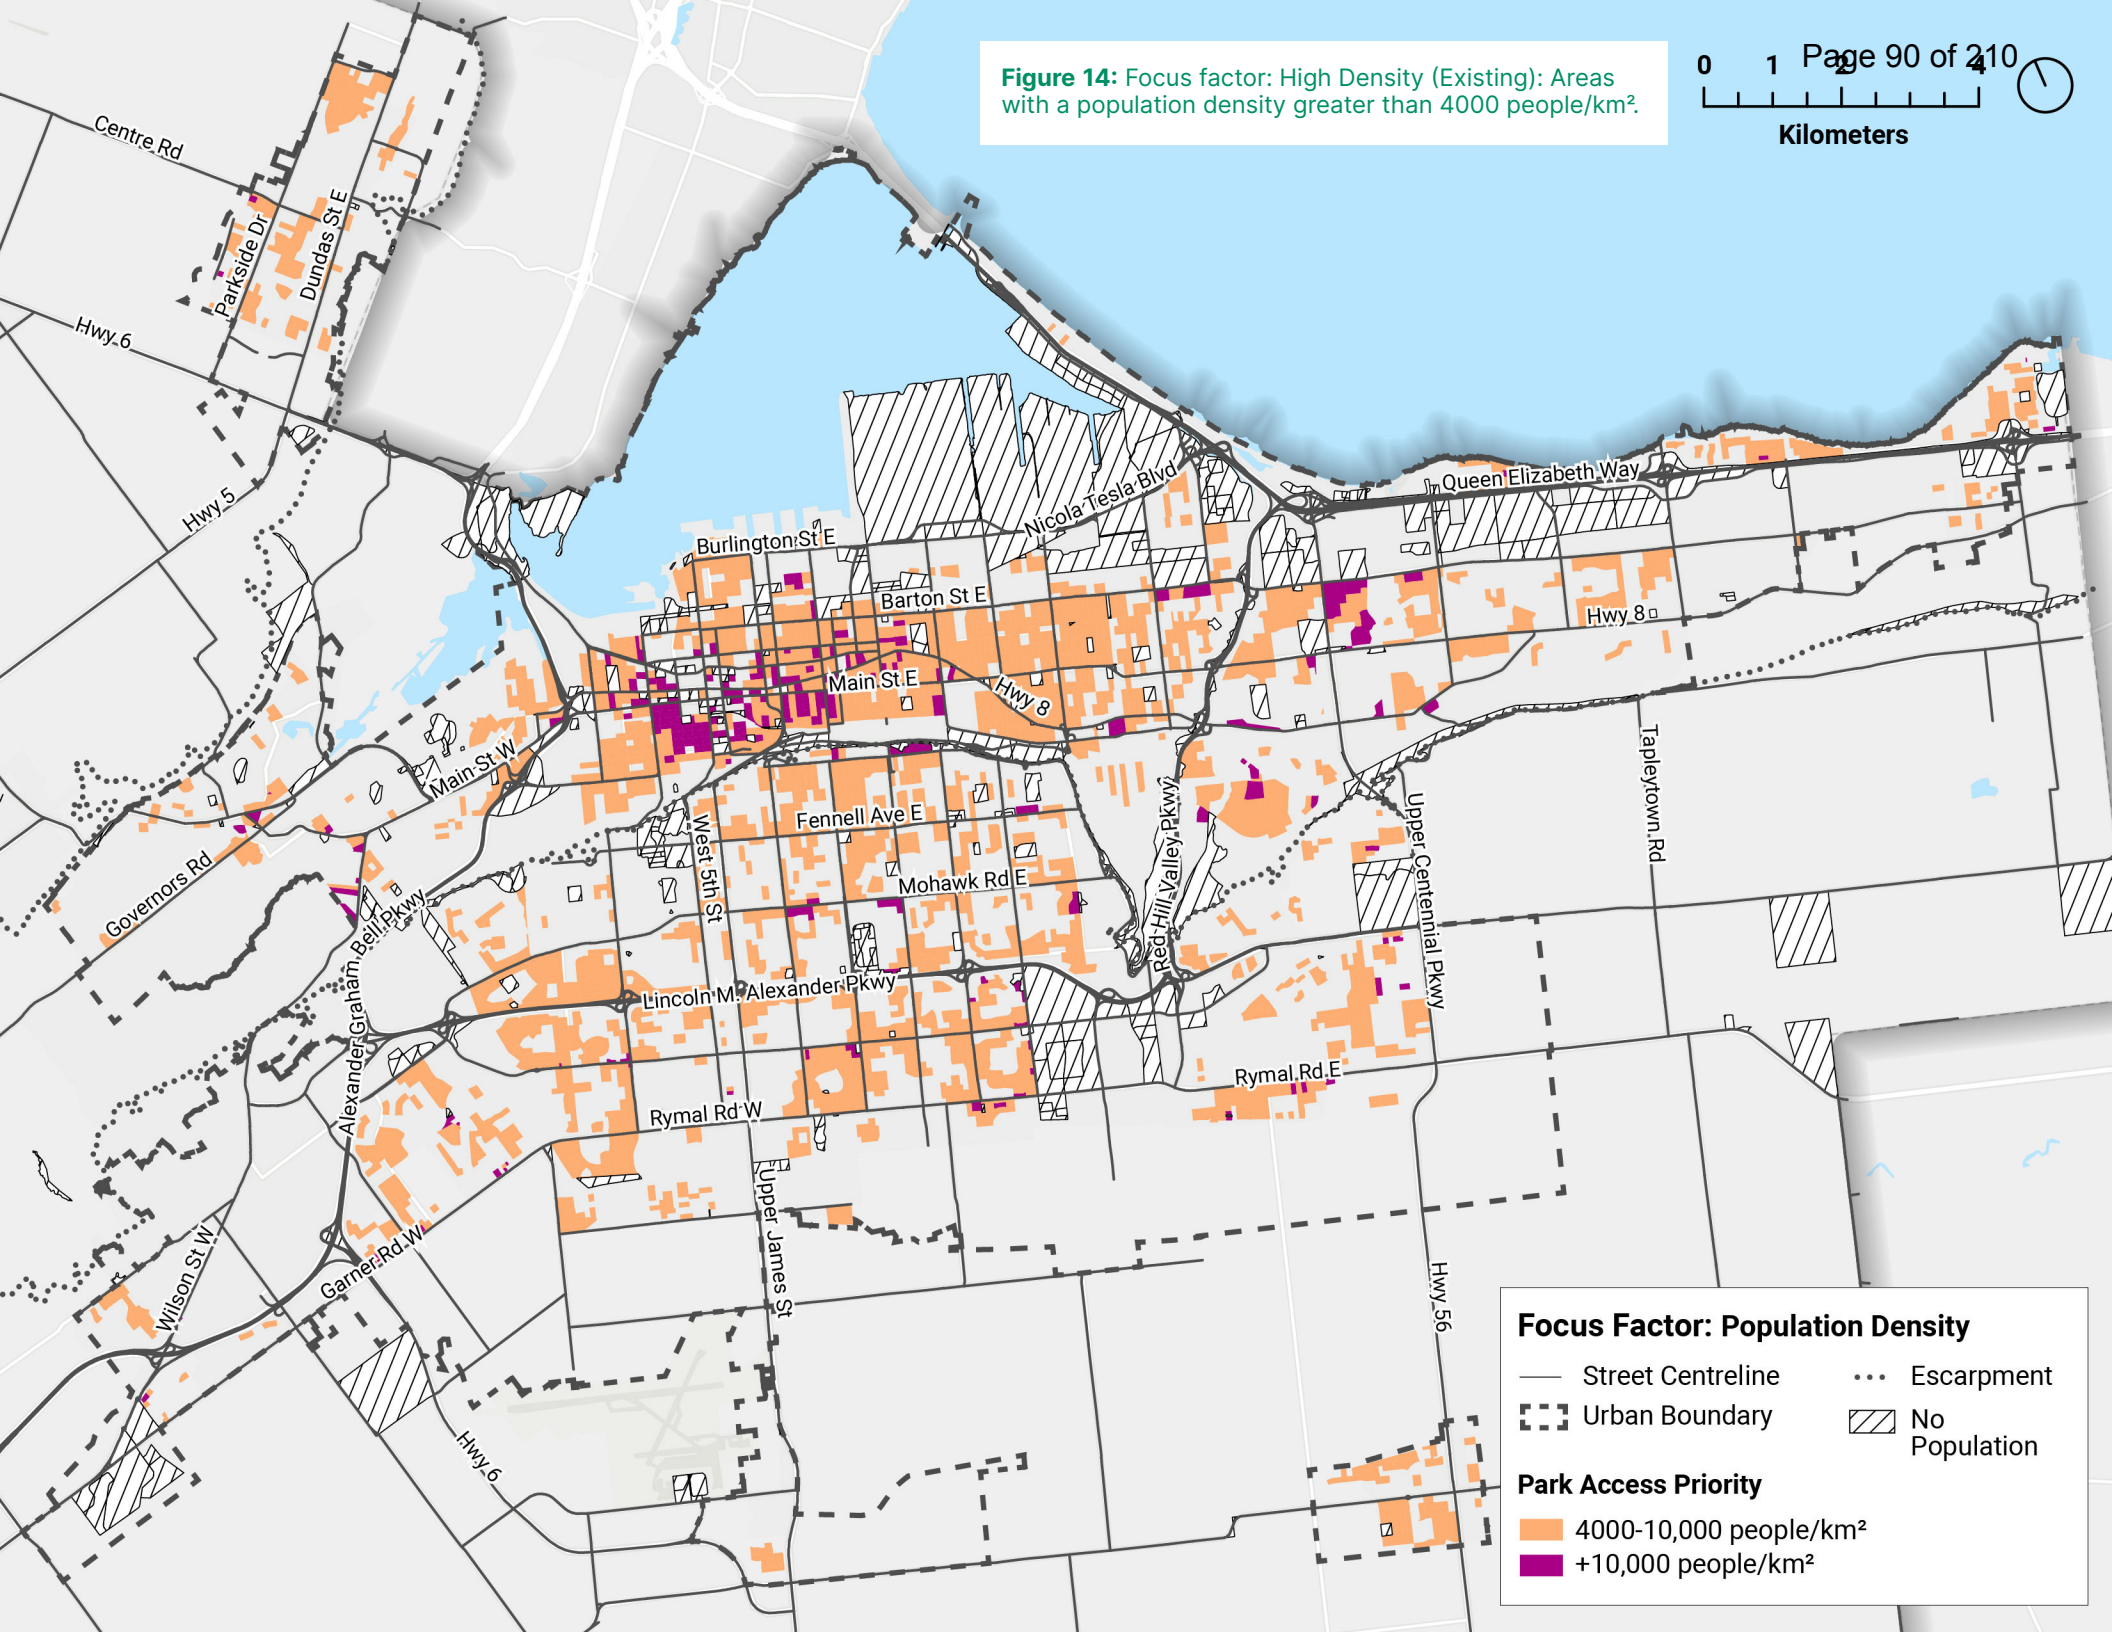 Figure 14: Focus factor: High Density (Existing): Areas
with a population density greater than 4000 people/km².
Page 90 of 210
0 1 2 4
Kilometers
Centre Rd
Parkside Dr
Dundas St E
Hwy 6
Hwy 5
Queen Elizabeth Way
Nicola Tesla Blvd
Burlington St E
Barton St E
Hwy 8
Main St E
Hwy 8
Main St W
Tapleytown Rd
Fennell Ave E
West 5th St
Upper Centennial Pkwy
Red Hill Valley Pkwy
Governors Rd
Mohawk Rd E
Alexander Graham Bell Pkwy
Lincoln M. Alexander Pkwy
Rymal Rd E
Rymal Rd W
Upper James St
Wilson St W
Garner Rd W
Hwy 56
Hwy 6
Focus Factor: Population Density
Street Centreline
Escarpment
Urban Boundary
No
Population
Park Access Priority
4000-10,000 people/km²
+10,000 people/km²